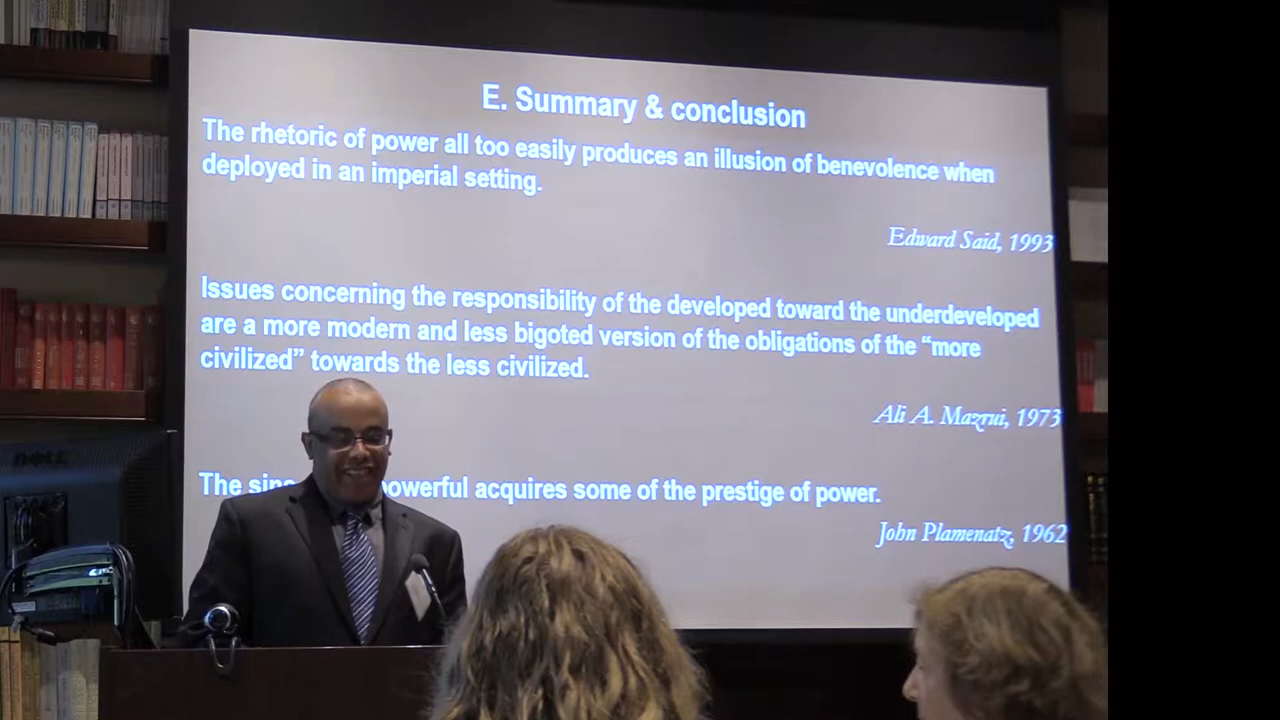 E. Summary & conclusion
The rhetoric of power all too easily produces an illusion of benevolence when
deployed in an imperial setting.
Edward Said, 1993
Issues concerning the responsibility of the developed toward the underdeveloped
are a more modern and less bigoted version of the obligations of the “more
civilized” towards the less civilized.
Ali A. Mazrui, 1973
The powerful acquires some of the prestige of power.
John Plamenatz, 1962
DELL